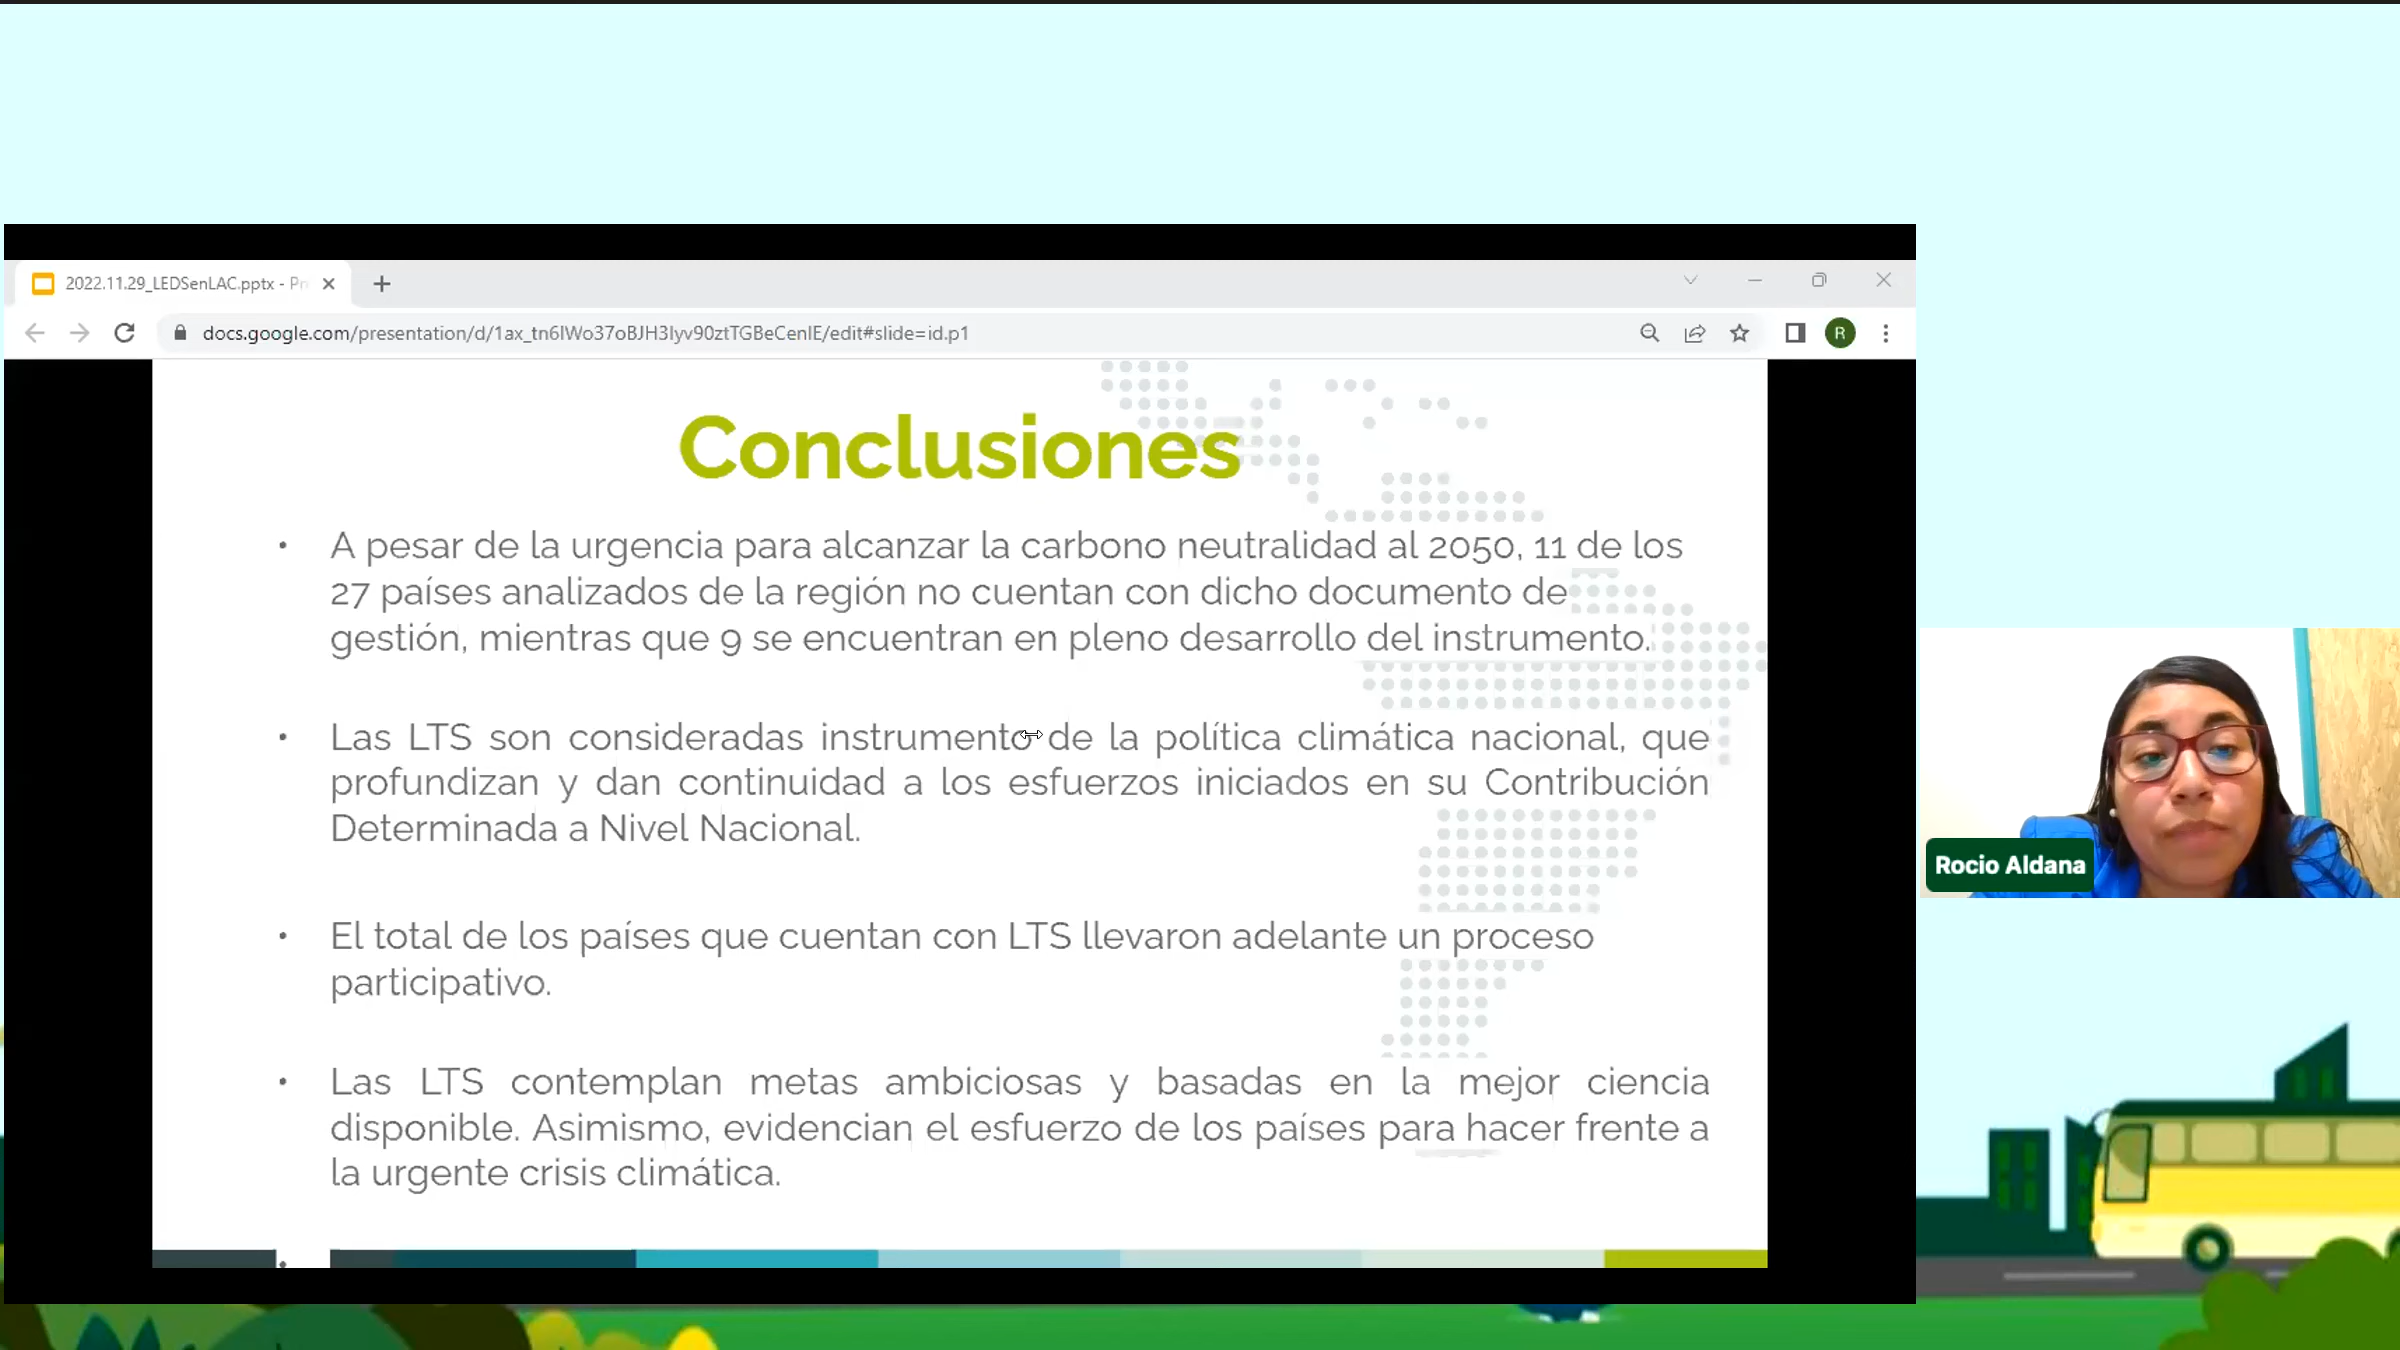 2022.11.29_LEDSenLAC.pptx - Pr
docs.google.com/presentation/d/1ax_tn6lWo37oBJH3lyv90ztTGBeCenIE/edit#slide=id.p1
R
Conclusiones
• A pesar de la urgencia para alcanzar la carbono neutralidad al 2050, 11 de los
27 países analizados de la región no cuentan con dicho documento de
gestión, mientras que 9 se encuentran en pleno desarrollo del instrumento.
• Las LTS son consideradas instrumento de la política climática nacional, que
profundizan y dan continuidad a los esfuerzos iniciados en su Contribución
Determinada a Nivel Nacional.
• El total de los países que cuentan con LTS llevaron adelante un proceso
participativo.
• Las LTS contemplan metas ambiciosas y basadas en la mejor ciencia
disponible. Asimismo, evidencian el esfuerzo de los países para hacer frente a
la urgente crisis climática.
Rocio Aldana